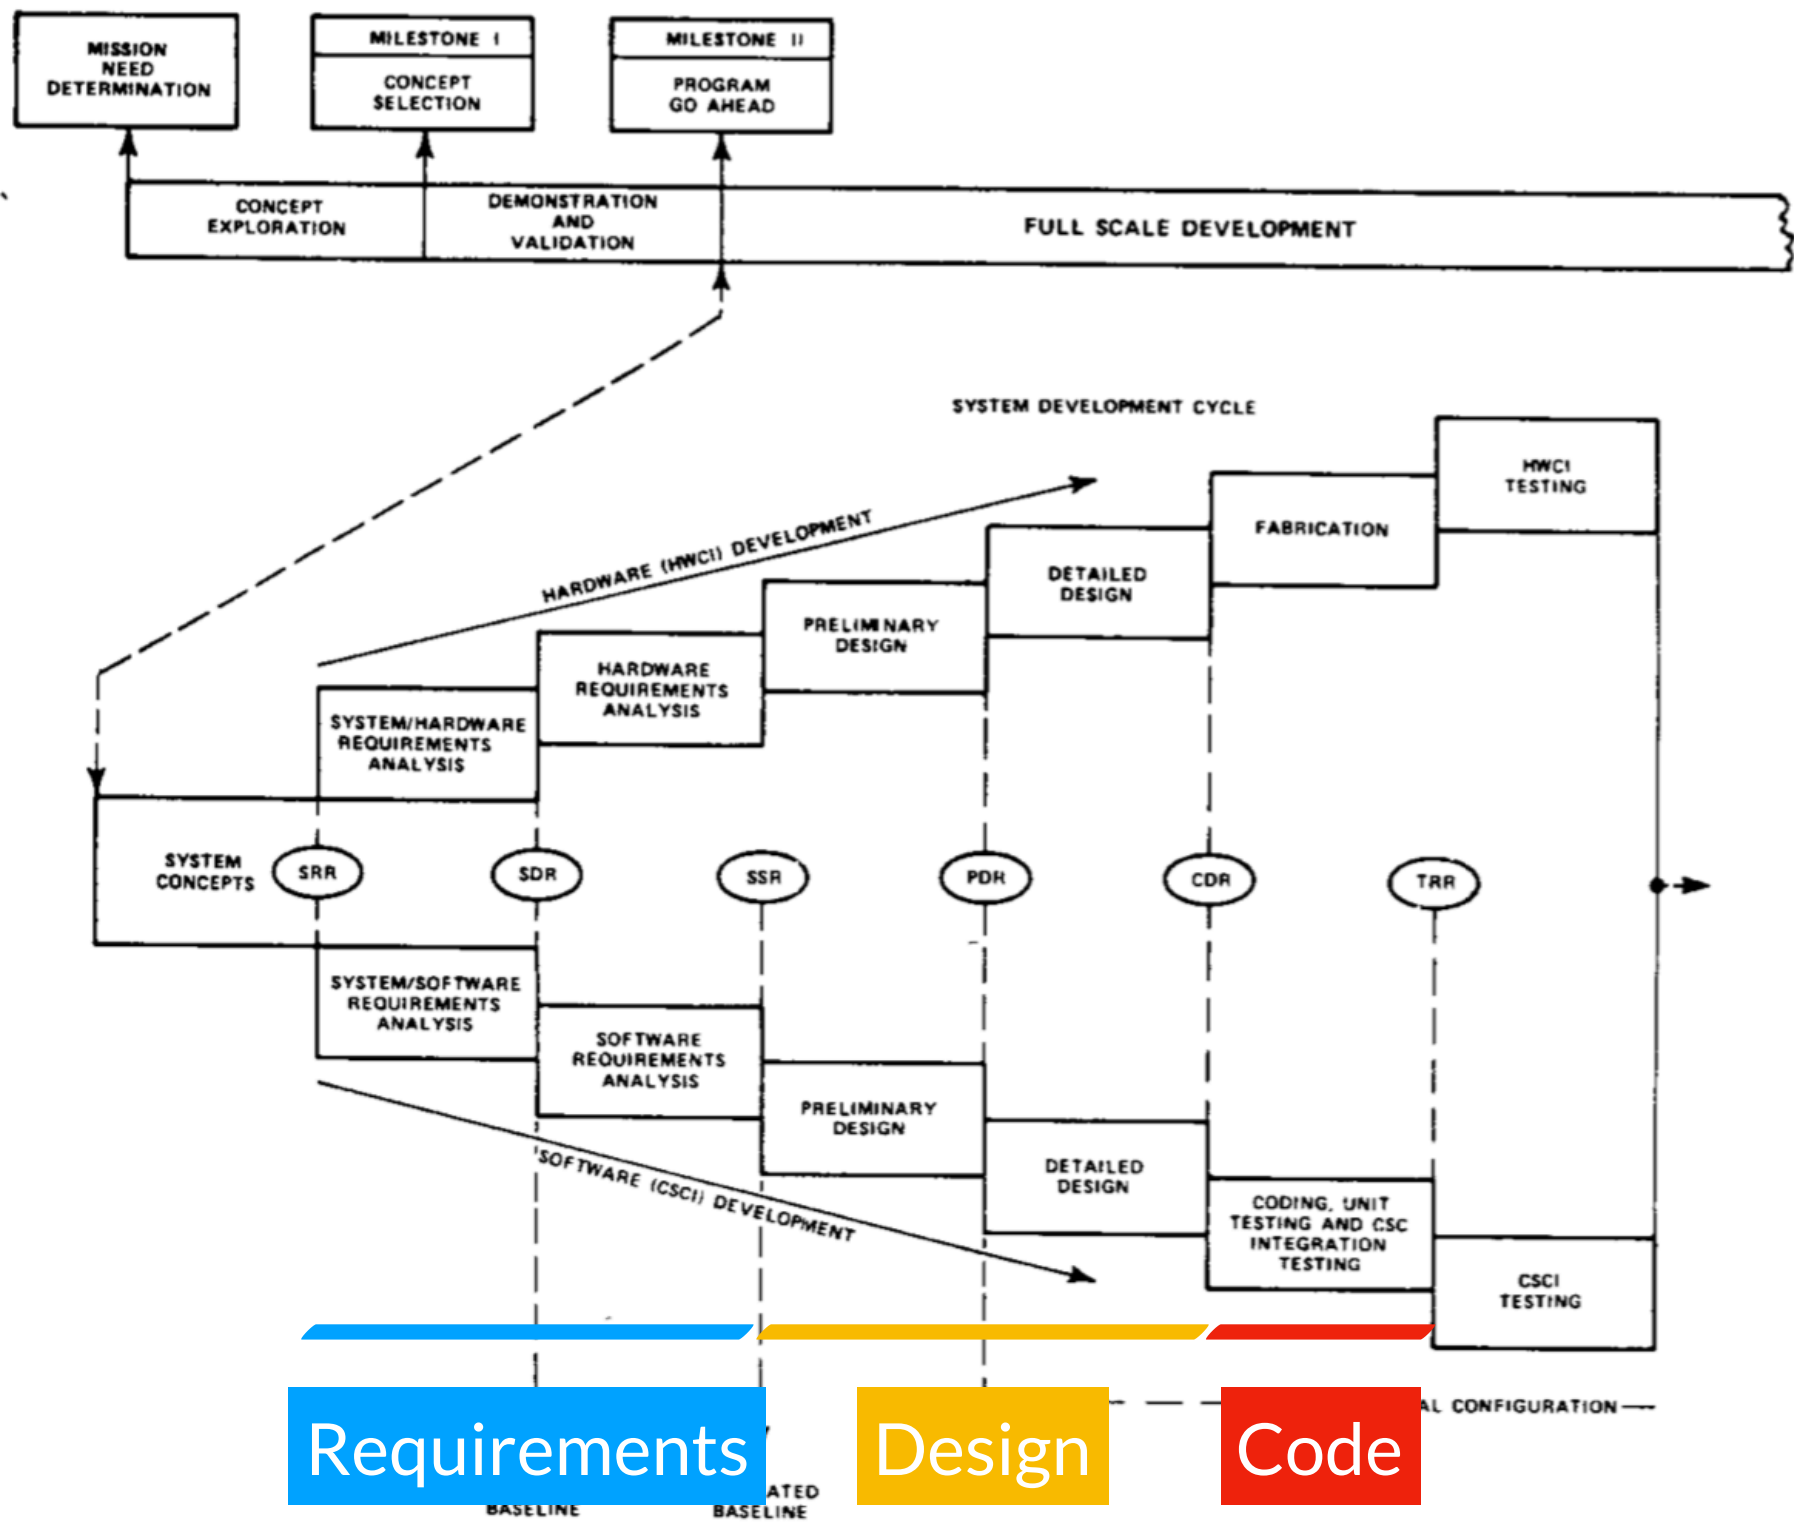 MISSION
NEED
DETERMINATION
MILESTONE I
CONCEPT
SELECTION
MILESTONE II
PROGRAM
GO AHEAD
CONCEPT
EXPLORATION
DEMONSTRATION
AND
VALIDATION
FULL SCALE DEVELOPMENT
SYSTEM DEVELOPMENT CYCLE
HARDWARE (HWCI) DEVELOPMENT
HWCI
TESTING
FABRICATION
DETAILED
DESIGN
PRELIMINARY
DESIGN
HARDWARE
REQUIREMENTS
ANALYSIS
SYSTEM/HARDWARE
REQUIREMENTS
ANALYSIS
SYSTEM
CONCEPTS
SRR
SDR
SSR
PDR
CDR
TRR
SYSTEM/SOFTWARE
REQUIREMENTS
ANALYSIS
SOFTWARE
REQUIREMENTS
ANALYSIS
PRELIMINARY
DESIGN
DETAILED
DESIGN
CODING, UNIT
TESTING AND CSC
INTEGRATION
TESTING
CSCI
TESTING
SOFTWARE (CSCI) DEVELOPMENT
Requirements
Design
Code
CONFIGURATION
BASELINE
BASELINE